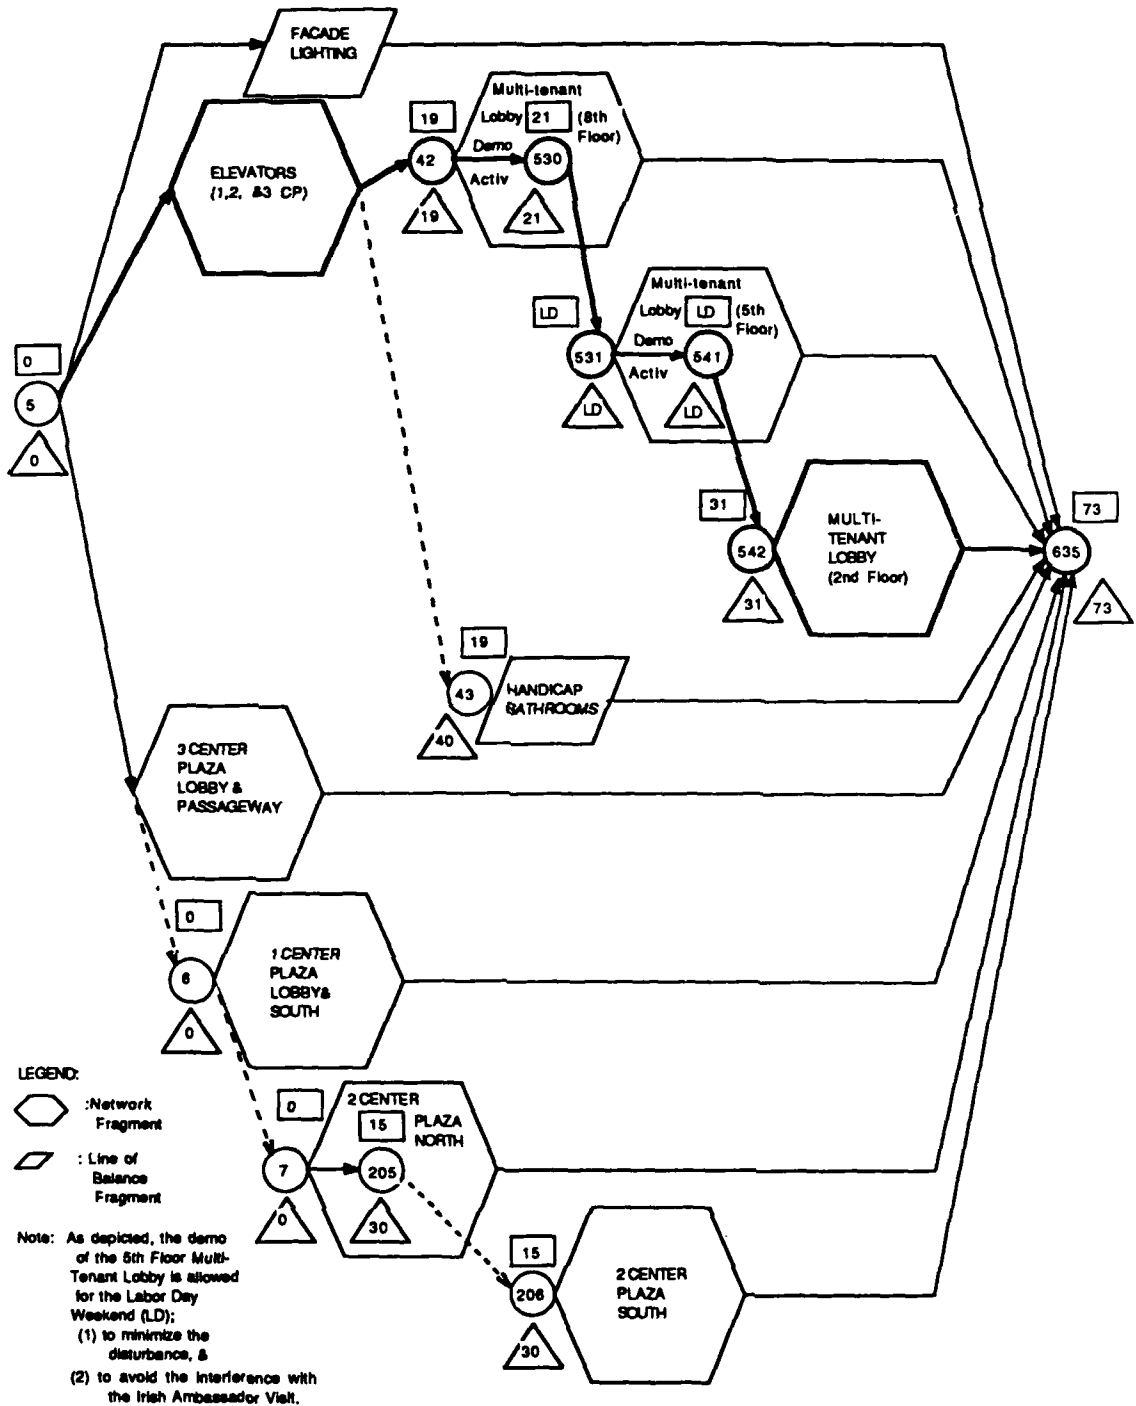 FACADE
LIGHTING
ELEVATORS
(1,2, &3 CP)
19
42
19
Multi-tenant
Lobby 21 (8th
Floor)
Demo
530
Activ
21
LD
531
LD
Multi-tenant
Lobby LD (5th
Floor)
Demo
541
Activ
LD
0
5
0
31
542
31
MULTI-
TENANT
LOBBY
(2nd Floor)
73
635
73
19
43
40
HANDICAP
BATHROOMS
3 CENTER
PLAZA
LOBBY &
PASSAGEWAY
0
6
0
1 CENTER
PLAZA
LOBBY&
SOUTH
0
7
0
2 CENTER
15 PLAZA
NORTH
205
30
15
206
30
2 CENTER
PLAZA
SOUTH
LEGEND:
:Network
Fragment
: Line of
Balance
Fragment
Note: As depicted, the demo
of the 5th Floor Multi-
Tenant Lobby is allowed
for the Labor Day
Weekend (LD);
(1) to minimize the
disturbance, &
(2) to avoid the interference with
the Irish Ambassador Visit.